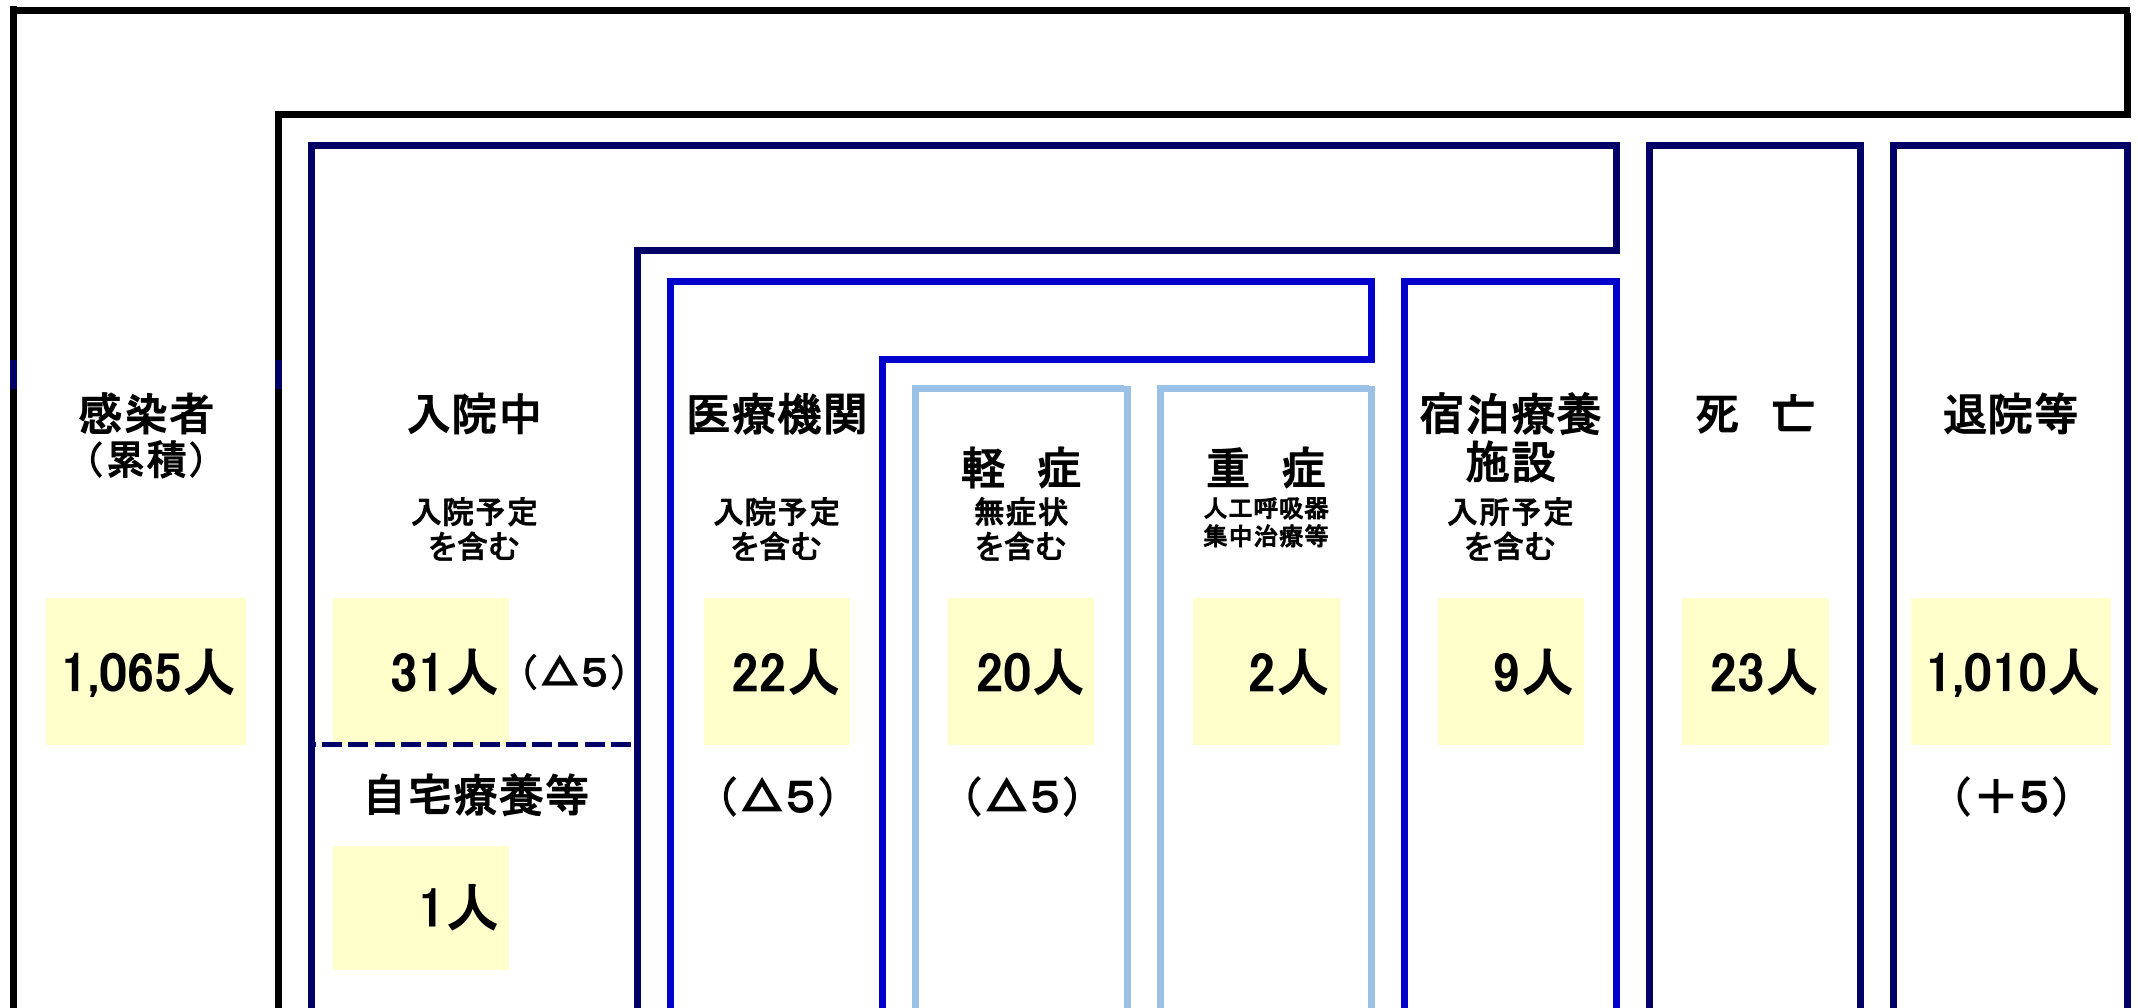 感染者
（累積）
1,065人
入院中
入院予定
を含む
31人
（△5）
自宅療養等
1人
医療機関
入院予定
を含む
22人
（△5）
軽 症
無症状
を含む
20人
（△5）
重 症
人工呼吸器
集中治療等
2人
宿泊療養
施設
入所予定
を含む
9人
死 亡
23人
退院等
1,010人
（＋5）